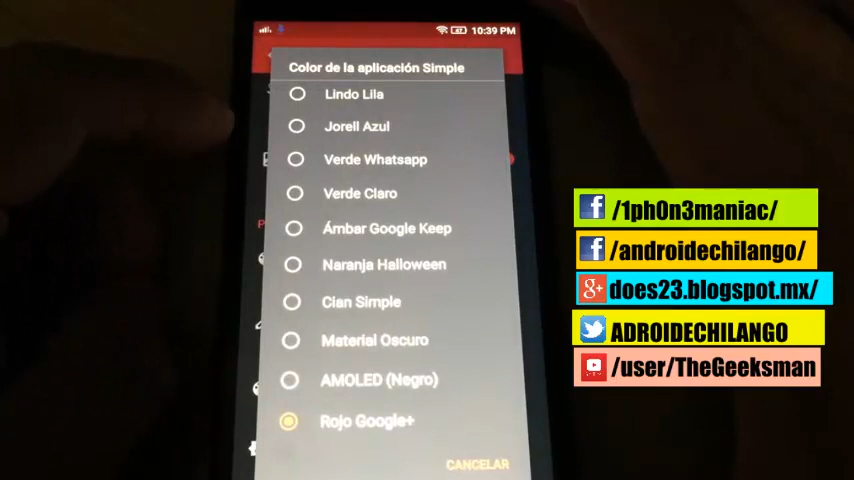 10:39 PM
Color de la aplicación Simple
Lindo Lila
Jorell Azul
Verde Whatsapp
Verde Claro
Ámbar Google Keep
Naranja Halloween
Cian Simple
Material Oscuro
AMOLED (Negro)
Rojo Google+
CANCELAR
/1ph0n3maniac/
/androidechilango/
does23.blogspot.mx/
ADROIDECHILANGO
/user/TheGeeksman